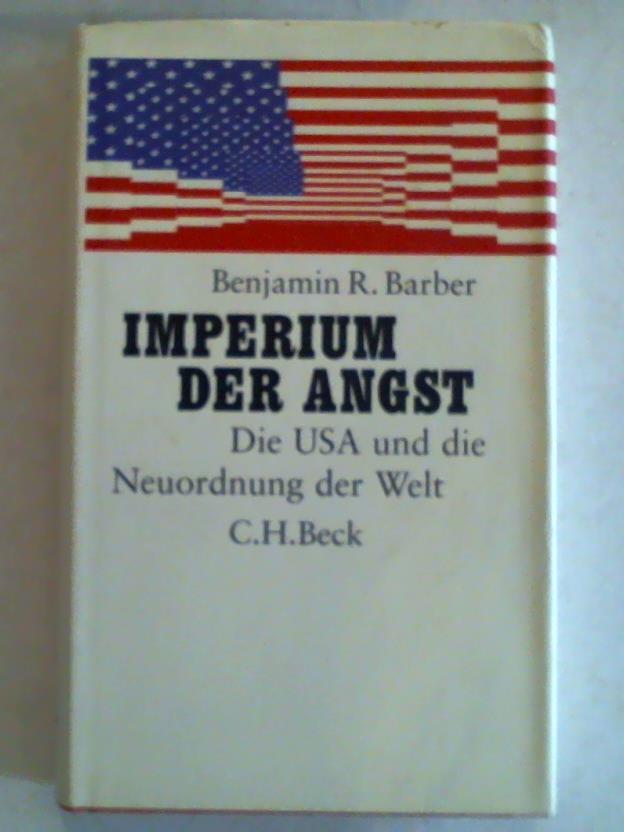 Benjamin R. Barber
IMPERIUM
DER ANGST
Die USA und die
Neuordnung der Welt
C.H.Beck